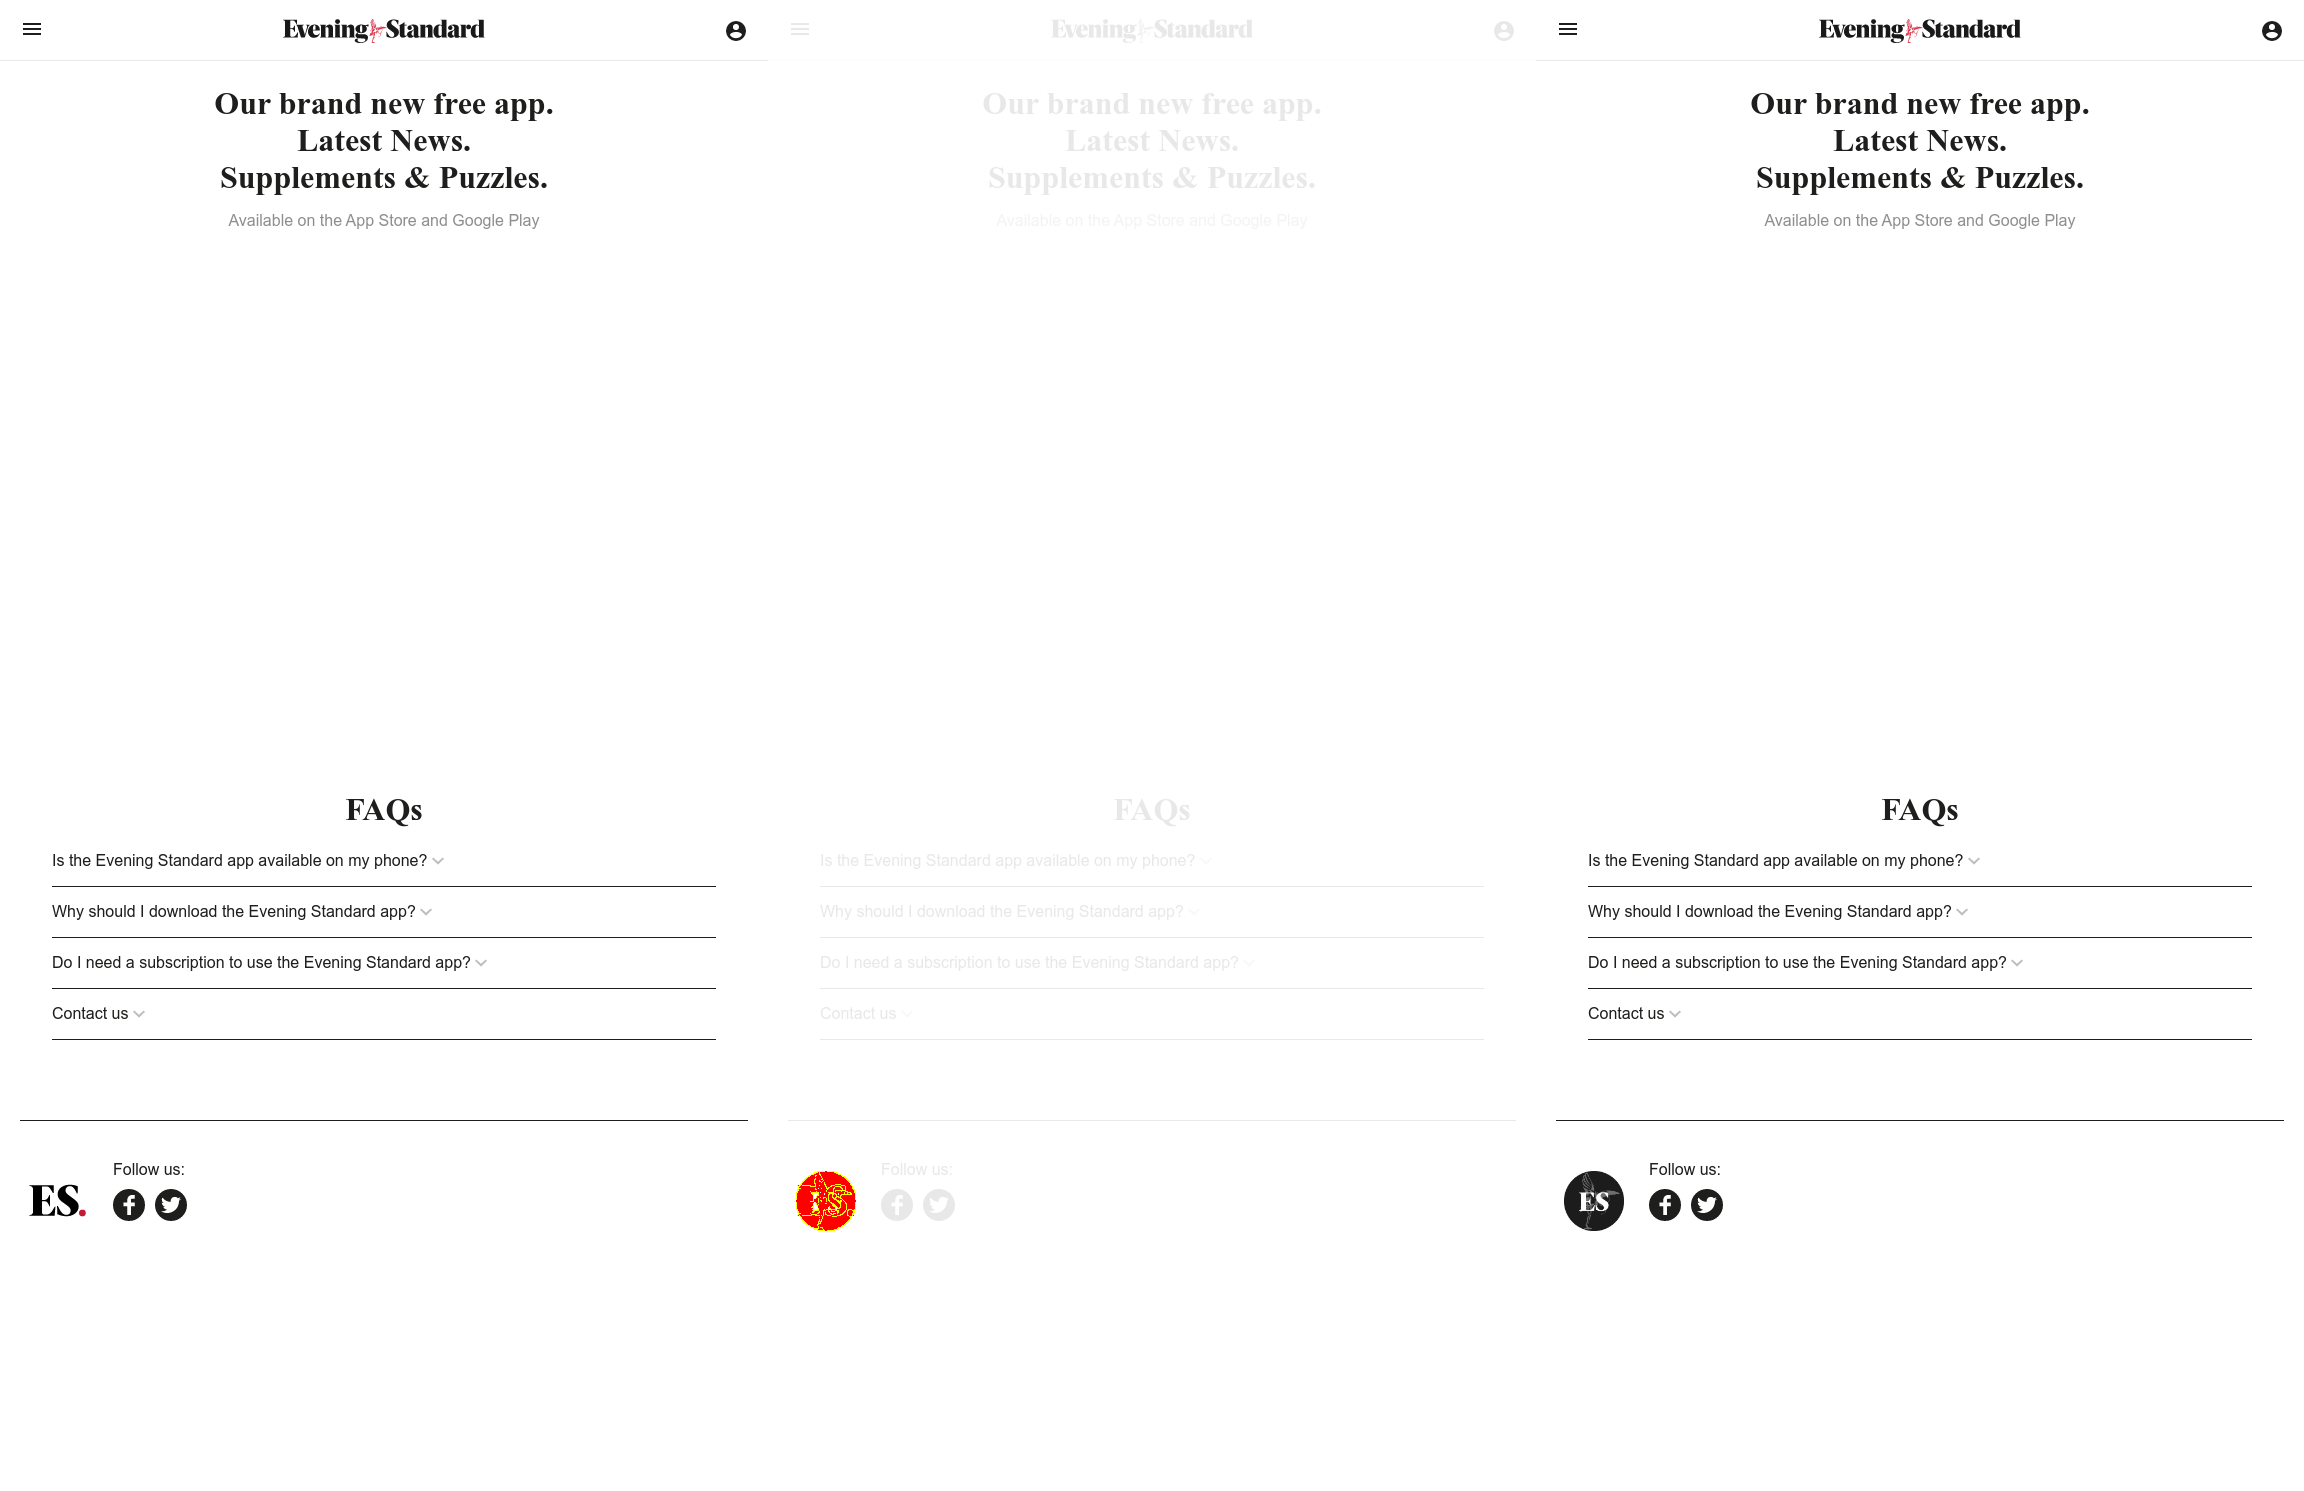 Evening Standard
Our brand new free app.
Latest News.
Supplements & Puzzles.
Available on the App Store and Google Play
FAQs
Is the Evening Standard app available on my phone?
Why should I download the Evening Standard app?
Do I need a subscription to use the Evening Standard app?
Contact us
Follow us:
ES.
Evening Standard
Our brand new free app.
Latest News.
Supplements & Puzzles.
Available on the App Store and Google Play
FAQs
Is the Evening Standard app available on my phone?
Why should I download the Evening Standard app?
Do I need a subscription to use the Evening Standard app?
Contact us
Follow us:
ES
Evening Standard
Our brand new free app.
Latest News.
Supplements & Puzzles.
Available on the App Store and Google Play
FAQs
Is the Evening Standard app available on my phone?
Why should I download the Evening Standard app?
Do I need a subscription to use the Evening Standard app?
Contact us
Follow us:
ES